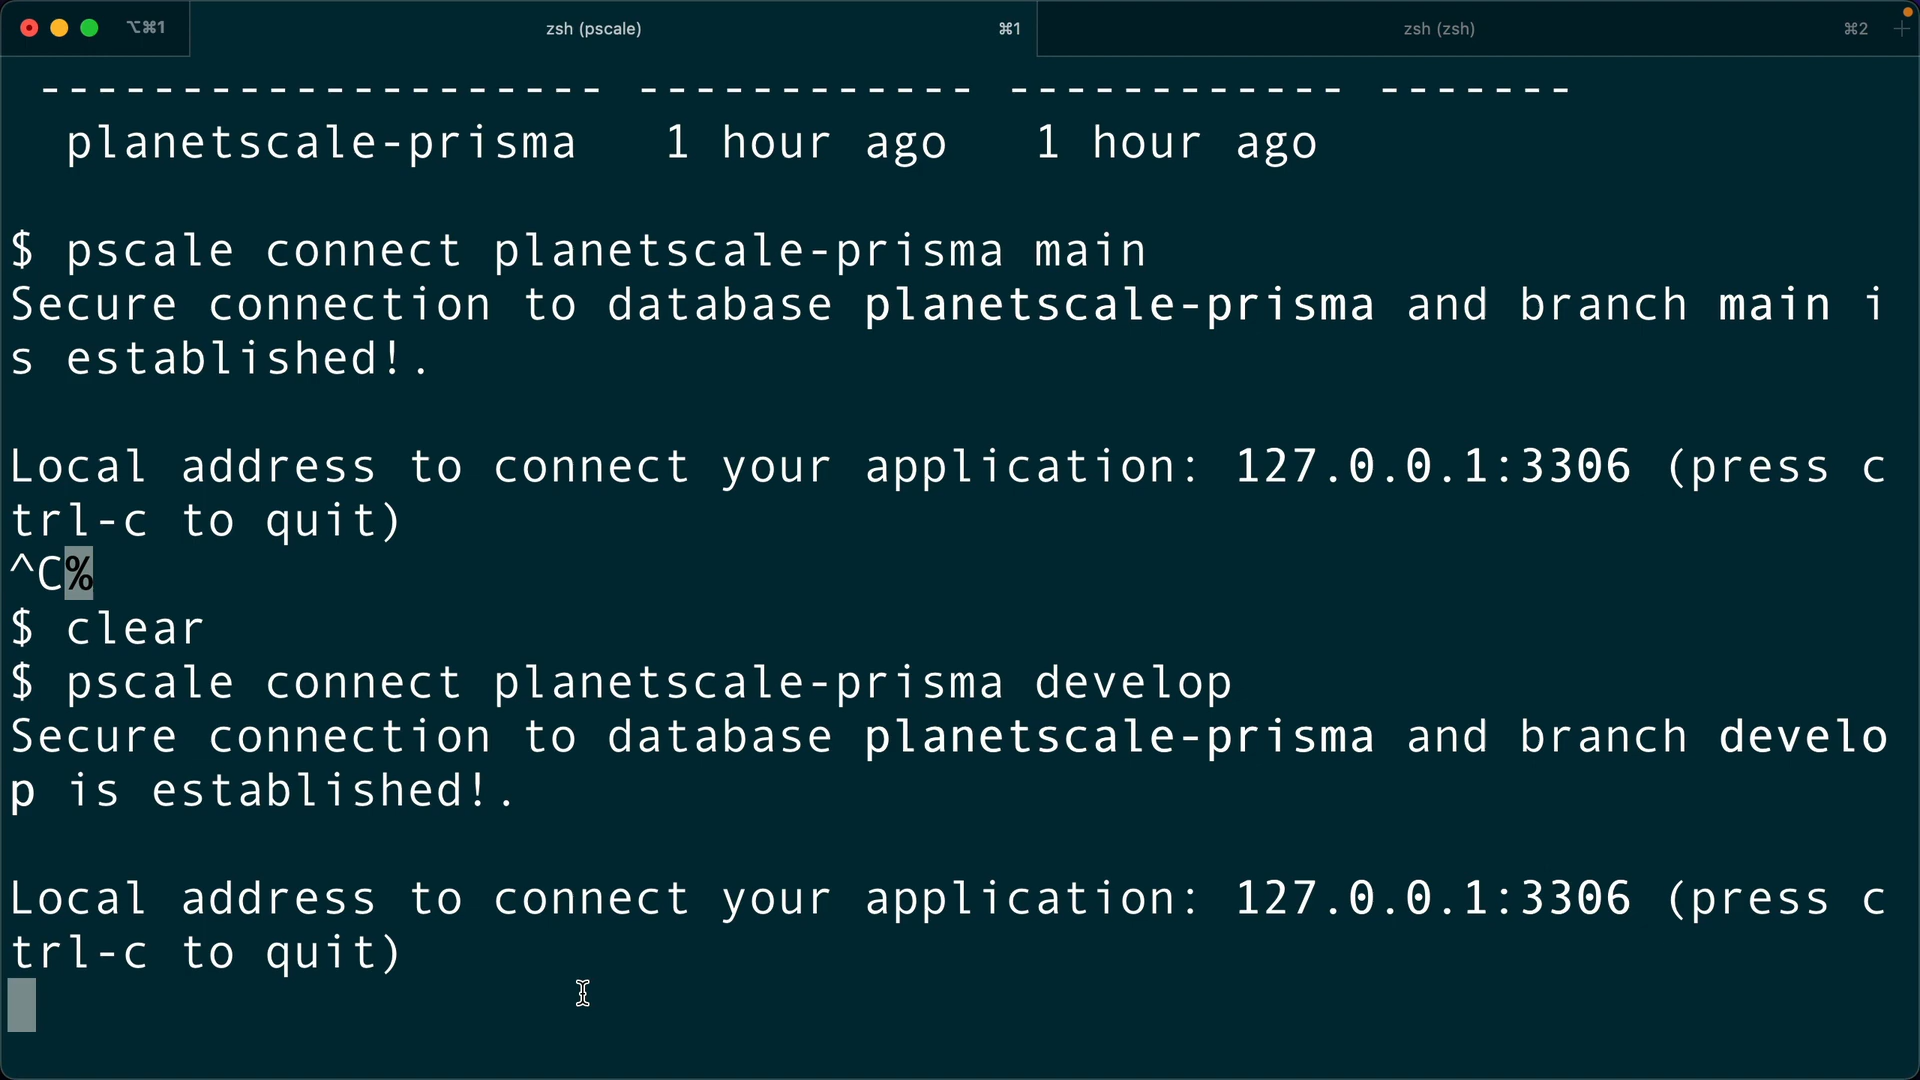 ⌥⌘1 zsh (pscale) ⌘1 zsh (zsh) ⌘2 +
-------------------- ------------ ------------ -------
planetscale-prisma 1 hour ago 1 hour ago
$ pscale connect planetscale-prisma main
Secure connection to database planetscale-prisma and branch main i
s established!.
Local address to connect your application: 127.0.0.1:3306 (press c
trl-c to quit)
^C%
$ clear
$ pscale connect planetscale-prisma develop
Secure connection to database planetscale-prisma and branch develo
p is established!.
Local address to connect your application: 127.0.0.1:3306 (press c
trl-c to quit)